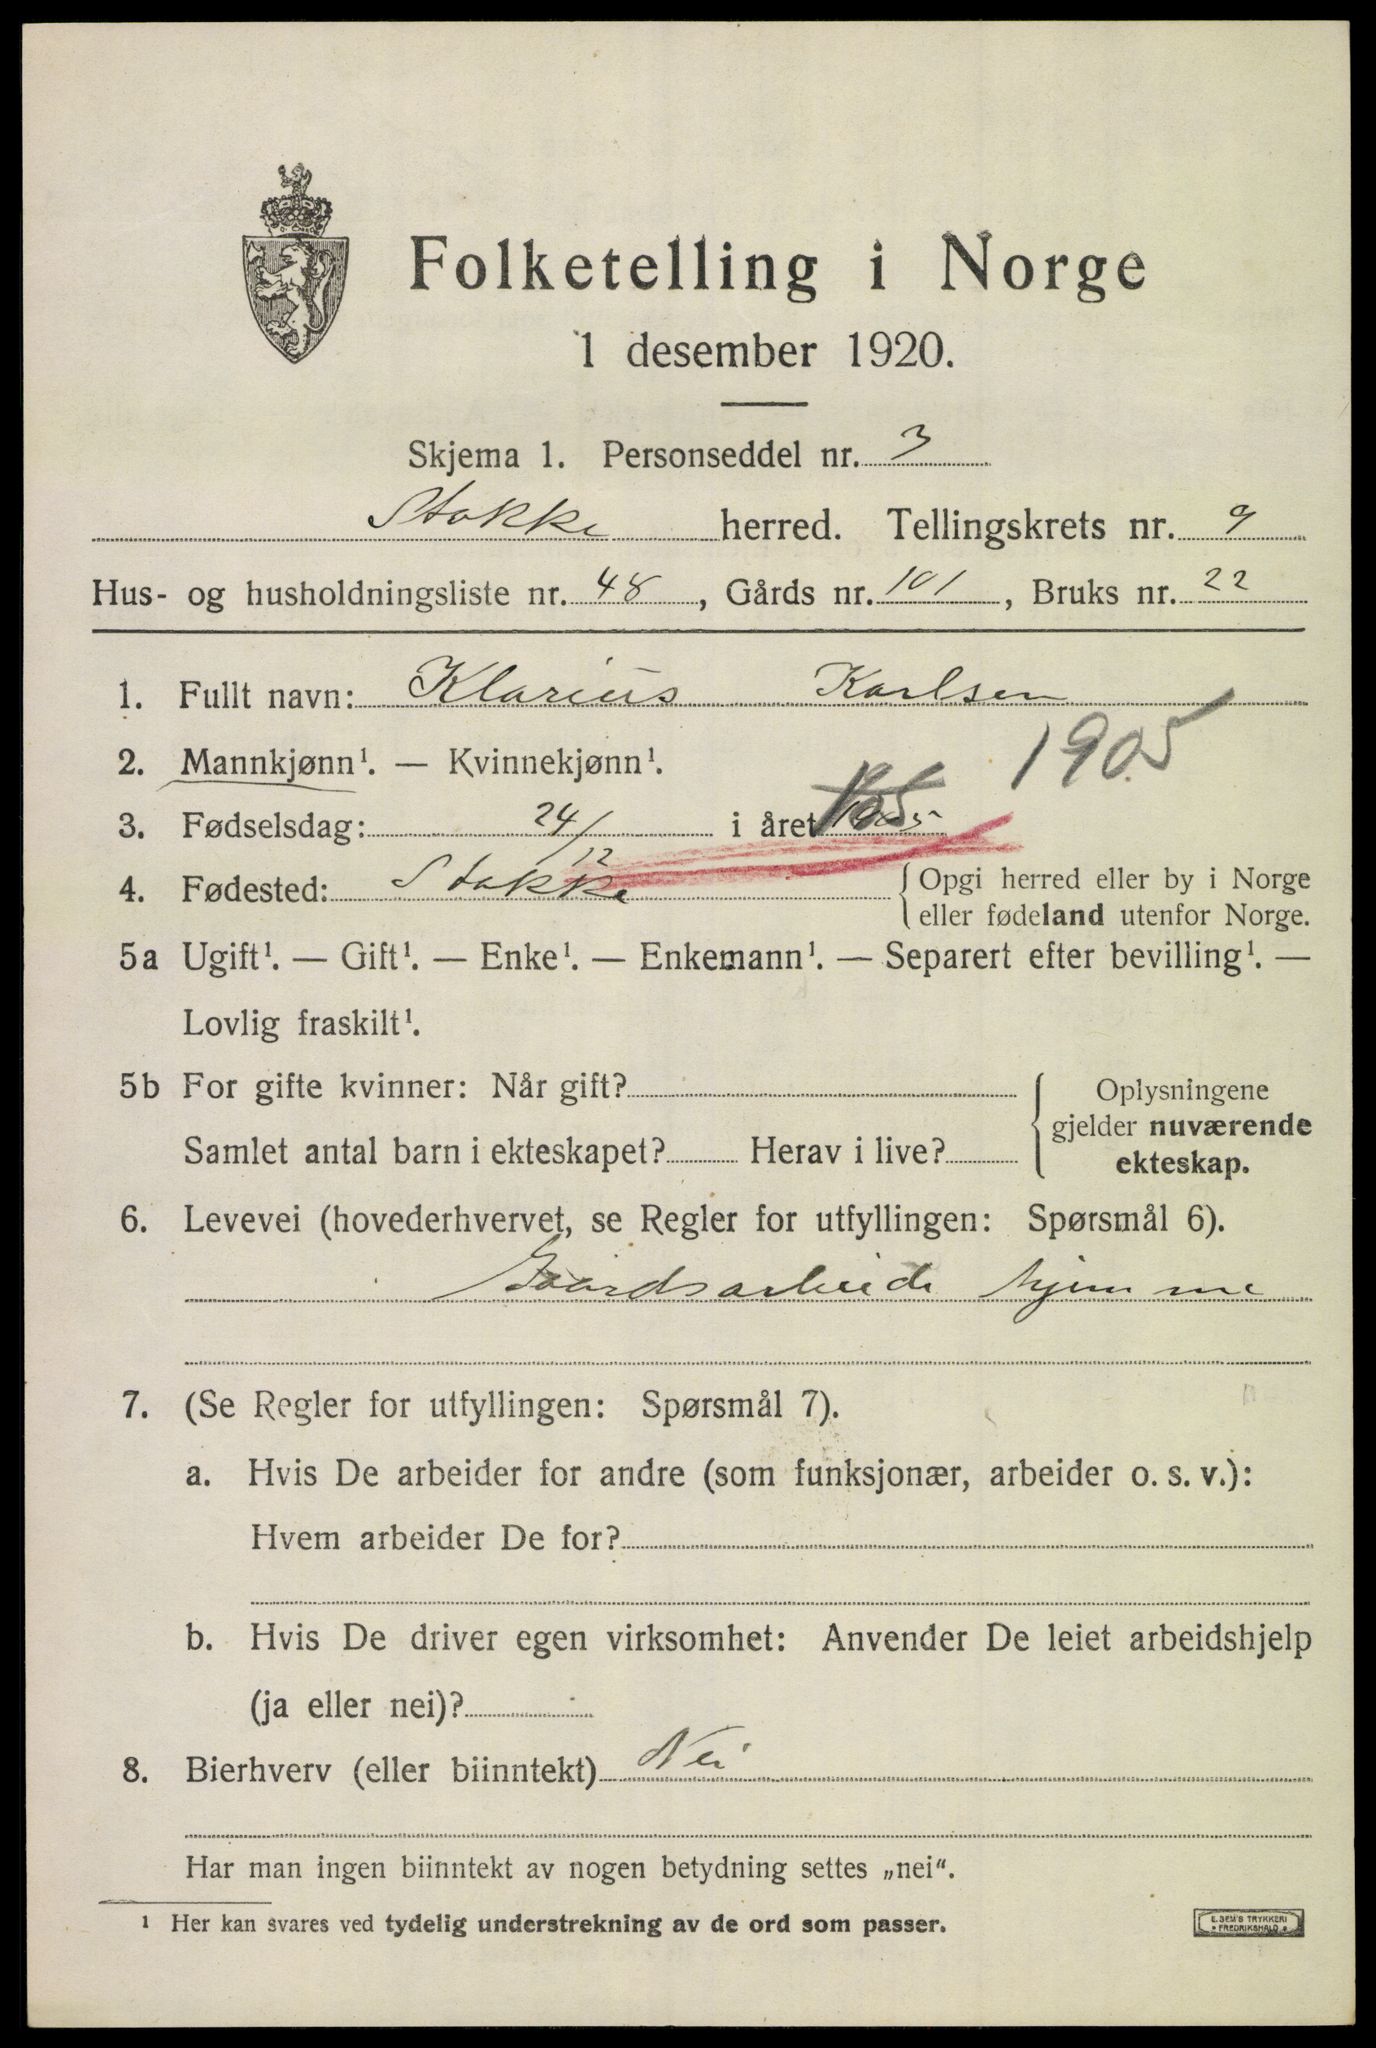 Folketelling i Norge
1 desember 1920.
Skjema 1. Personseddel nr. 3
Stokke herred. Tellingskrets nr. 9
Hus- og husholdningsliste nr. 48, Gårds nr. 101, Bruks nr. 22
1. Fullt navn: Klarius Karlsen
2. Mannkjønn¹. — Kvinnekjønn¹.
1905
3. Fødselsdag: 24/12 i året 1905
4. Fødested: Stokke { Opgi herred eller by i Norge
eller fødeland utenfor Norge.
5a Ugift¹. — Gift¹. — Enke¹. — Enkemann¹. — Separert efter bevilling¹. —
Lovlig fraskilt¹.
5b For gifte kvinner: Når gift?
Samlet antal barn i ekteskapet? Herav i live?
Oplysningene
gjelder nuværende
ekteskap.
6. Levevei (hovederhvervet, se Regler for utfyllingen: Spørsmål 6).
Gaardsarbeide hjemme
7. (Se Regler for utfyllingen: Spørsmål 7).
a. Hvis De arbeider for andre (som funksjonær, arbeider o. s. v.):
Hvem arbeider De for?
b. Hvis De driver egen virksomhet: Anvender De leiet arbeidshjelp
(ja eller nei)?
8. Bierhverv (eller biinntekt) Nei
Har man ingen biinntekt av nogen betydning settes „nei“.
¹ Her kan svares ved tydelig understrekning av de ord som passer.
E. SEM'S TRYKKERI
• FREDRIKSHALD •